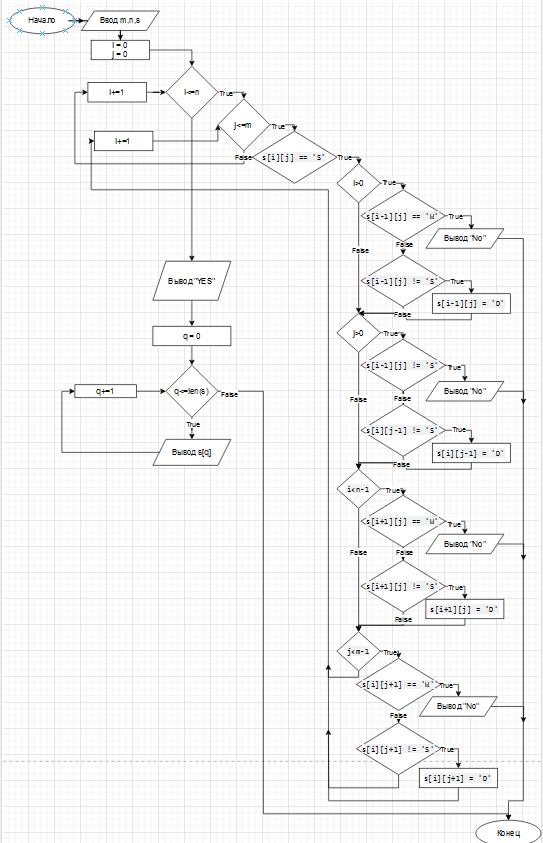 Начало
Ввод m,n,s
I = 0
j = 0
I+=1
I<=n
True
j<=m
True
I+=1
False
s[i][j] == 'S'
True
I>0
True
s[i-1][j] == 'W'
True
Вывод "No"
False
False
s[i-1][j] != 'S'
True
s[i-1][j] = 'D'
False
Вывод "YES"
q = 0
q+=1
q<=len(s)
False
True
Вывод s[q]
j>0
True
s[i-1][j] != 'S'
True
Вывод "No"
False
False
s[i][j-1] != 'S'
True
s[i][j-1] = 'D'
False
i<n-1
True
s[i+1][j] == 'W'
True
Вывод "No"
False
False
s[i+1][j] != 'S'
True
s[i+1][j] = 'D'
False
j<m-1
True
s[i][j+1] == 'W'
True
Вывод "No"
False
s[i][j+1] != 'S'
True
s[i][j+1] = 'D'
Конец